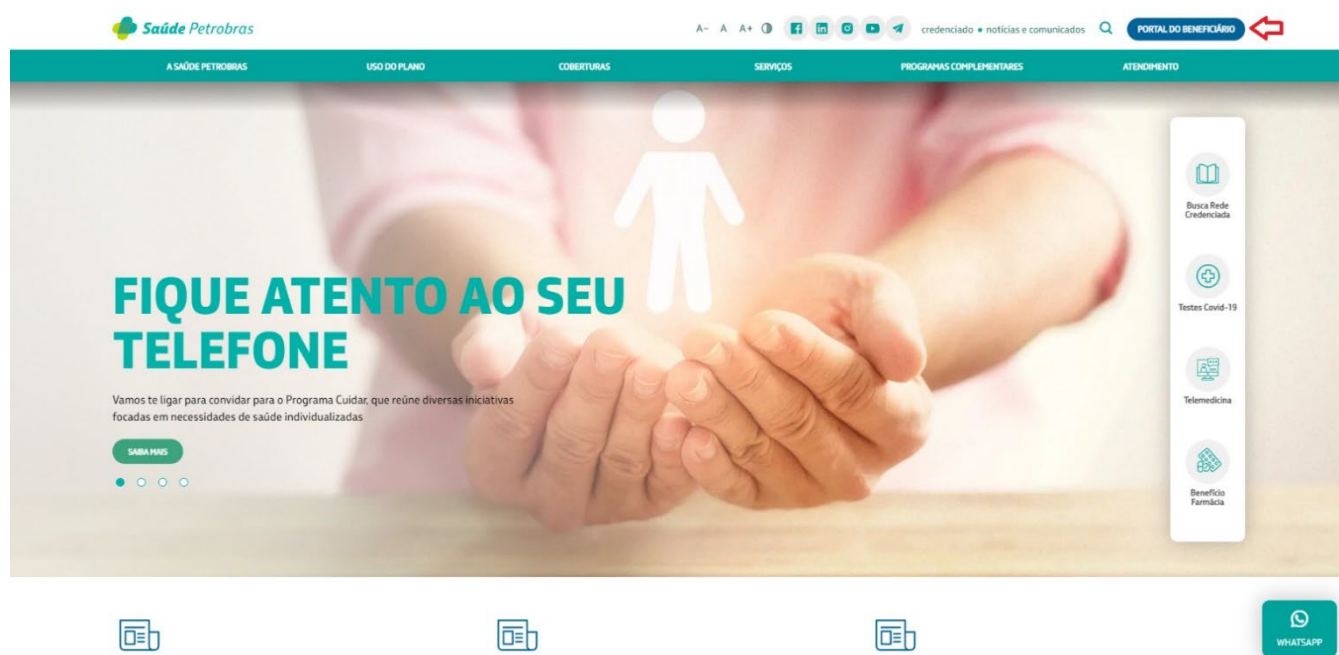 Saúde Petrobras
A- A A+
credenciado • notícias e comunicados
PORTAL DO BENEFICIÁRIO
A SAÚDE PETROBRAS
USO DO PLANO
COBERTURAS
SERVIÇOS
PROGRAMAS COMPLEMENTARES
ATENDIMENTO
FIQUE ATENTO AO SEU
TELEFONE
Vamos te ligar para convidar para o Programa Cuidar, que reúne diversas iniciativas
focadas em necessidades de saúde individualizadas
SAIBA MAIS
Busca Rede
Credenciada
Testes Covid-19
Telemedicina
Benefício
Farmácia
WHATSAPP